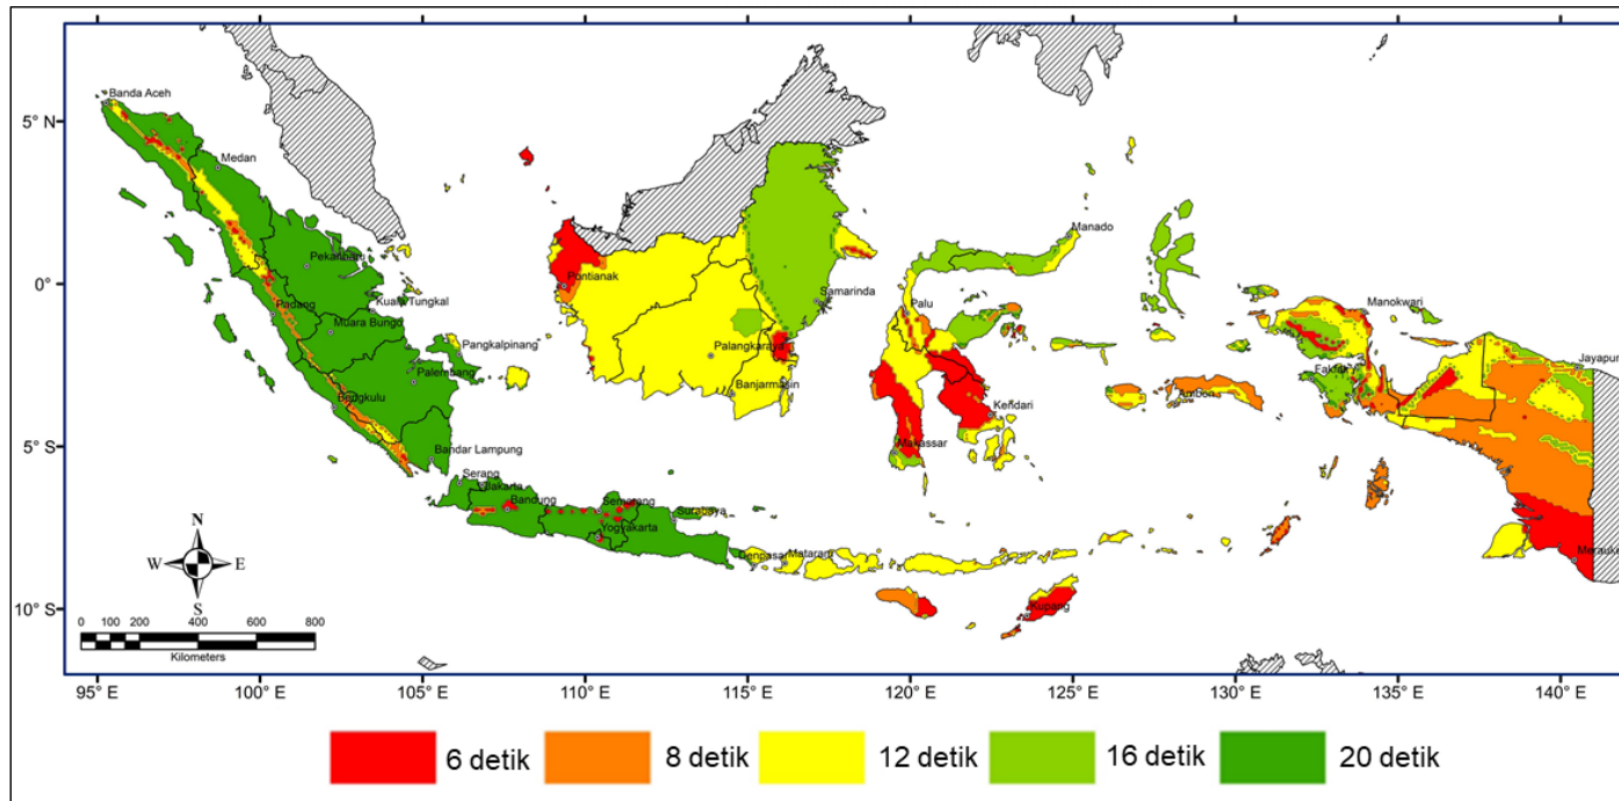 Banda Aceh
5° N
Medan
Manado
Pekanbaru
0°
Pontianak
Samarinda
Palu
Manokwari
Padang
Kuala Tungkal
Muara Bungo
Pangkalpinang
Palangkaraya
Jayapur
Palembang
Fakfak
Banjarmasin
Ambon
Bengkulu
Kendari
5° S
Bandar Lampung
Makassar
Serang
Jakarta
Bandung
Semarang
Surabaya
Yogyakarta
N
W
E
S
Denpasar
Mataram
Merauke
10° S
Kupang
0 100 200 400 600 800
Kilometers
95° E 100° E 105° E 110° E 115° E 120° E 125° E 130° E 135° E 140° E
6 detik 8 detik 12 detik 16 detik 20 detik